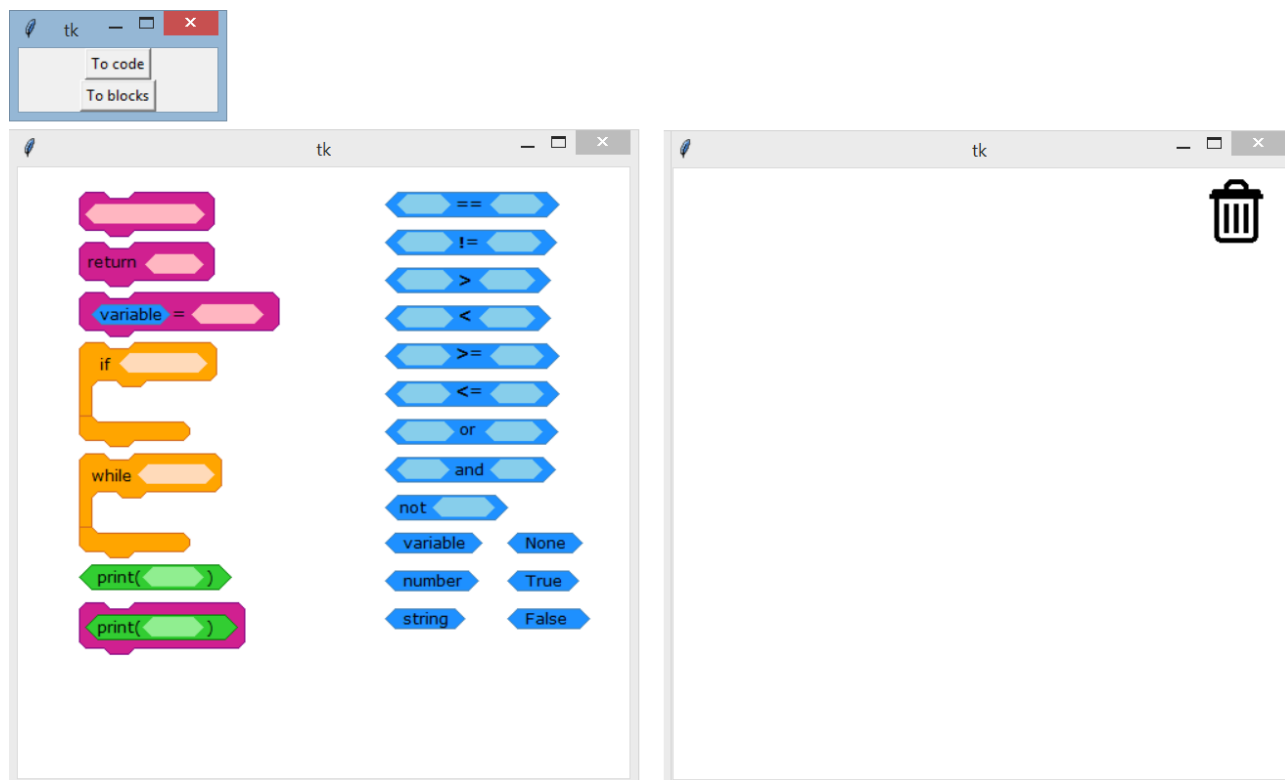 tk
To code
To blocks
tk
return
variable =
if
while
print( )
print( )
==
!=
>
<
>=
<=
or
and
not
variable None
number True
string False
tk